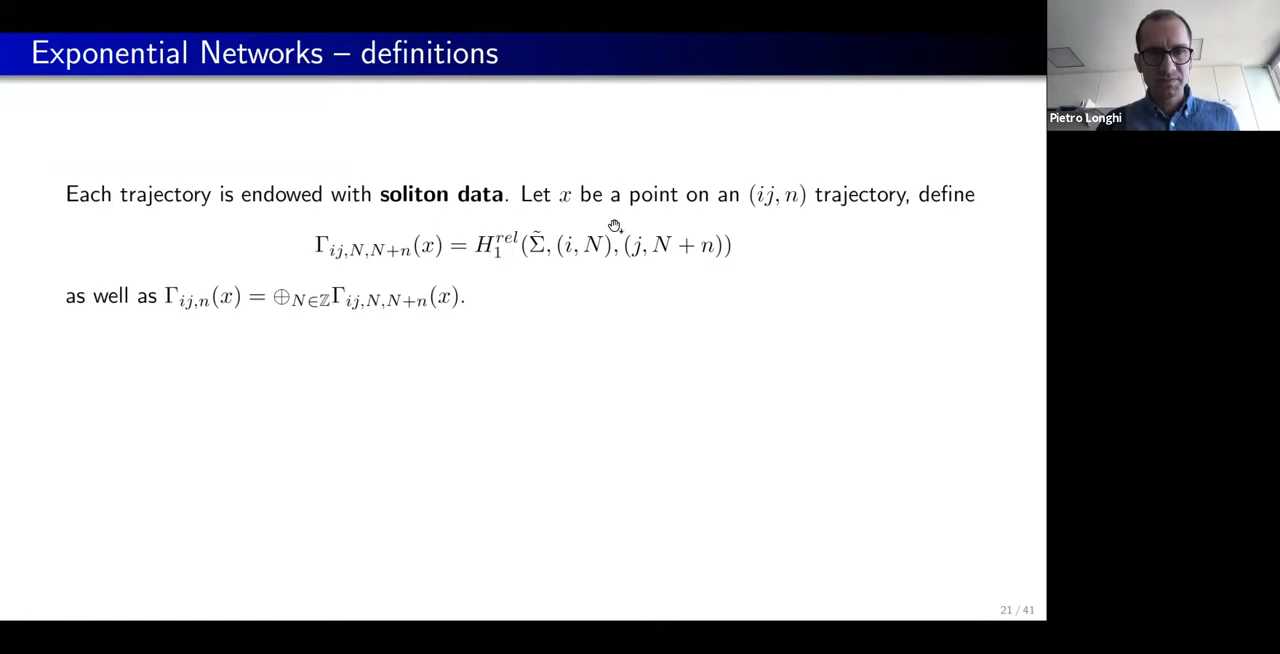 Exponential Networks – definitions
Pietro Longhi
Each trajectory is endowed with soliton data. Let x be a point on an (ij, n) trajectory, define
Γ_{ij,N,N+n}(x) = H_1^{rel}(Σ̃, (i, N), (j, N + n))
as well as Γ_{ij,n}(x) = ⊕_{N∈ℤ}Γ_{ij,N,N+n}(x).
21 / 41